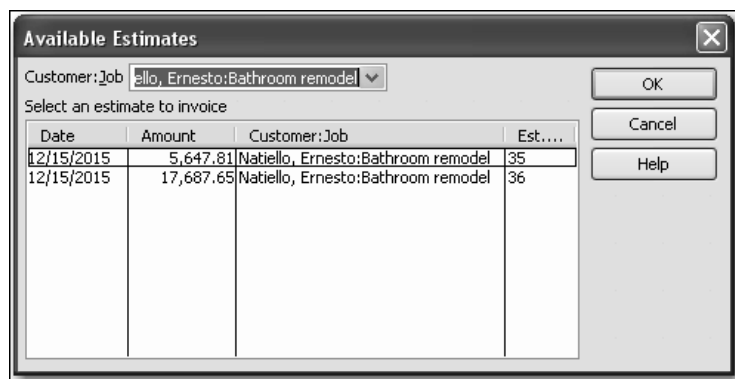 Available Estimates
Customer:Job ello, Ernesto:Bathroom remodel
OK
Select an estimate to invoice
Cancel
Date Amount Customer:Job Est....
12/15/2015 5,647.81 Natiello, Ernesto:Bathroom remodel 35
Help
12/15/2015 17,687.65 Natiello, Ernesto:Bathroom remodel 36